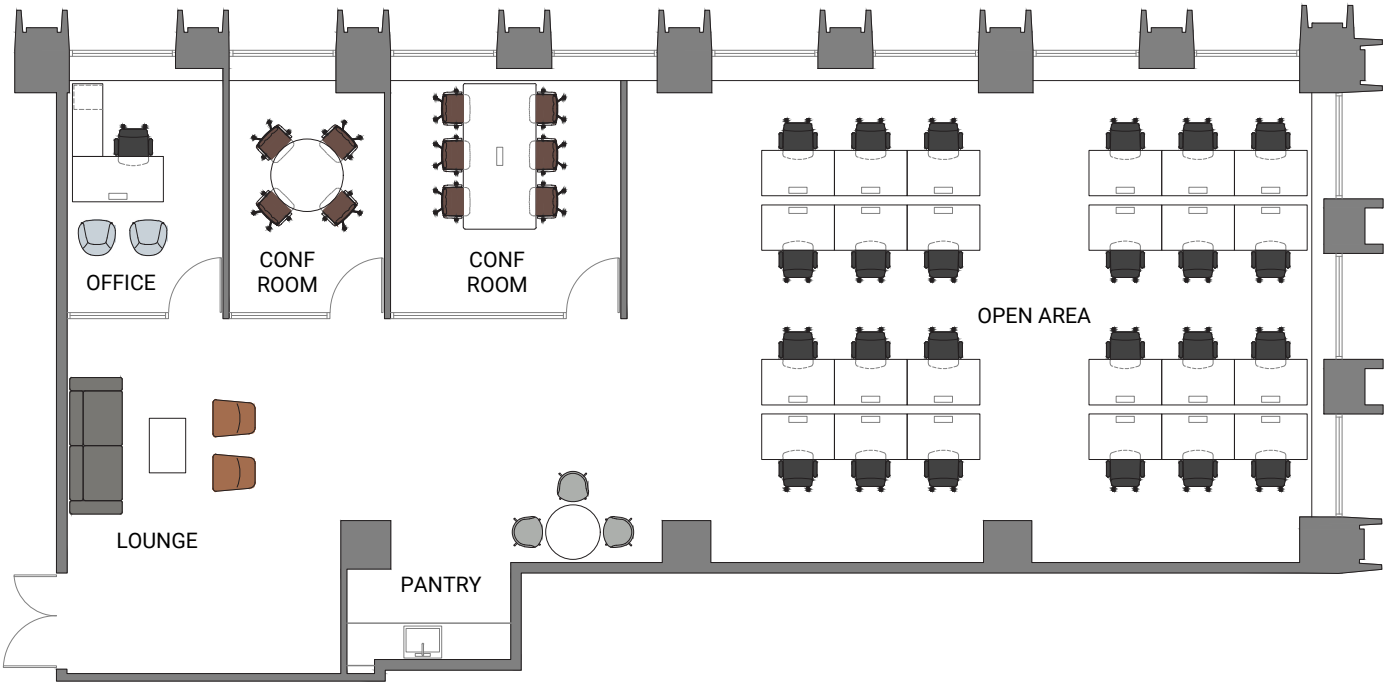 OFFICE
CONF
ROOM
CONF
ROOM
OPEN AREA
LOUNGE
PANTRY